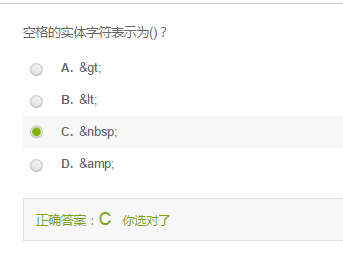 空格的实体字符表示为()？
A. &gt;
B. &lt;
C. &nbsp;
D. &amp;
正确答案：C 你选对了